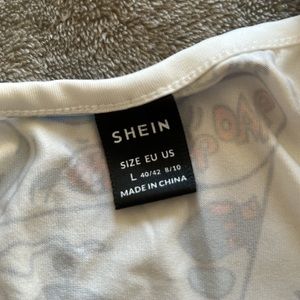 SHEIN
SIZE EU US
L 40/42 8/10
MADE IN CHINA